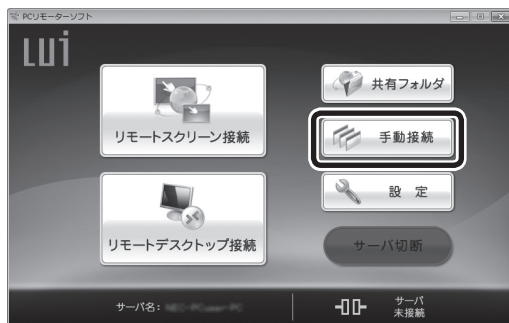 PCリモーターソフト
Lui
リモートスクリーン接続
共有フォルダ
手動接続
設 定
リモートデスクトップ接続
サーバ切断
サーバ名：
サーバ
未接続